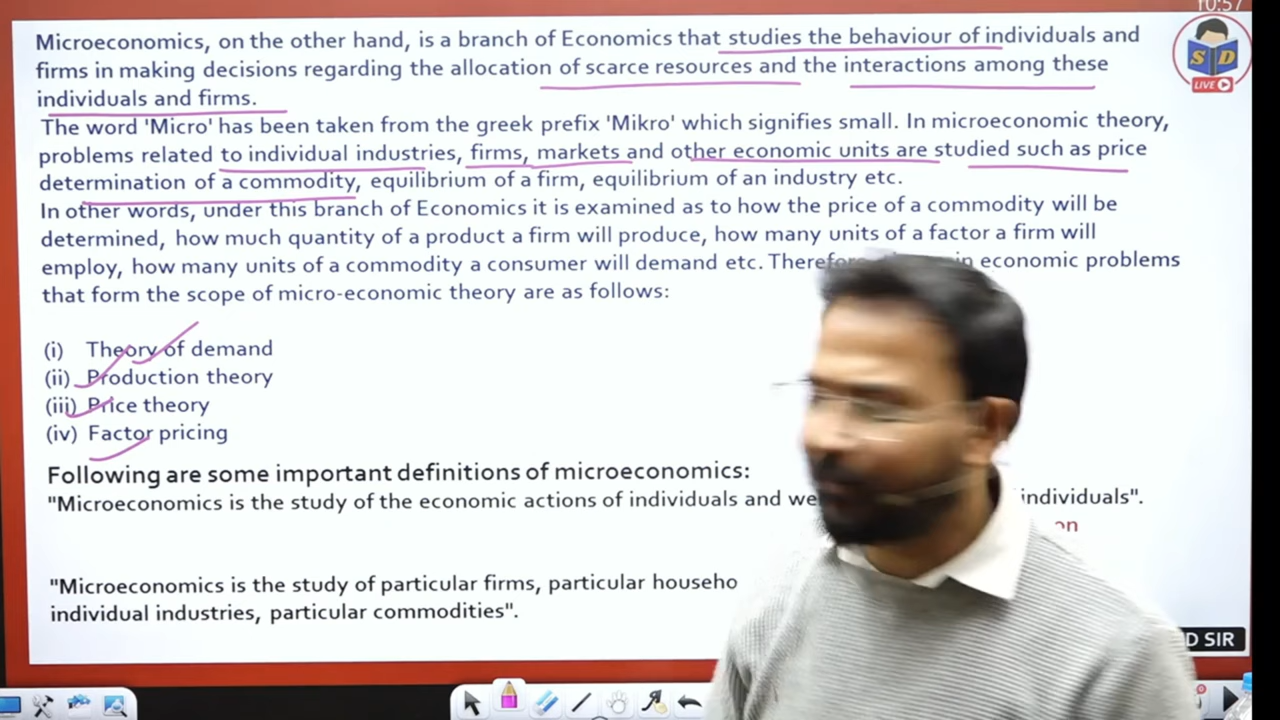 10:57
Microeconomics, on the other hand, is a branch of Economics that studies the behaviour of individuals and
firms in making decisions regarding the allocation of scarce resources and the interactions among these
individuals and firms.
The word 'Micro' has been taken from the greek prefix 'Mikro' which signifies small. In microeconomic theory,
problems related to individual industries, firms, markets and other economic units are studied such as price
determination of a commodity, equilibrium of a firm, equilibrium of an industry etc.
In other words, under this branch of Economics it is examined as to how the price of a commodity will be
determined, how much quantity of a product a firm will produce, how many units of a factor a firm will
employ, how many units of a commodity a consumer will demand etc. economic problems
that form the scope of micro-economic theory are as follows:
(i) Theory of demand
(ii) Production theory
(iii) Price theory
(iv) Factor pricing
Following are some important definitions of microeconomics:
"Microeconomics is the study of the economic actions of individuals and individuals".
"Microeconomics is the study of particular firms, particular
individual industries, particular commodities".
S D
LIVE
D SIR